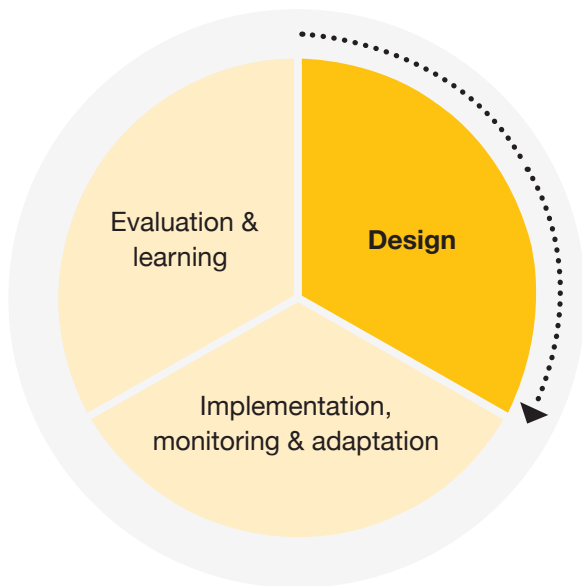 Evaluation &
learning
Design
Implementation,
monitoring & adaptation